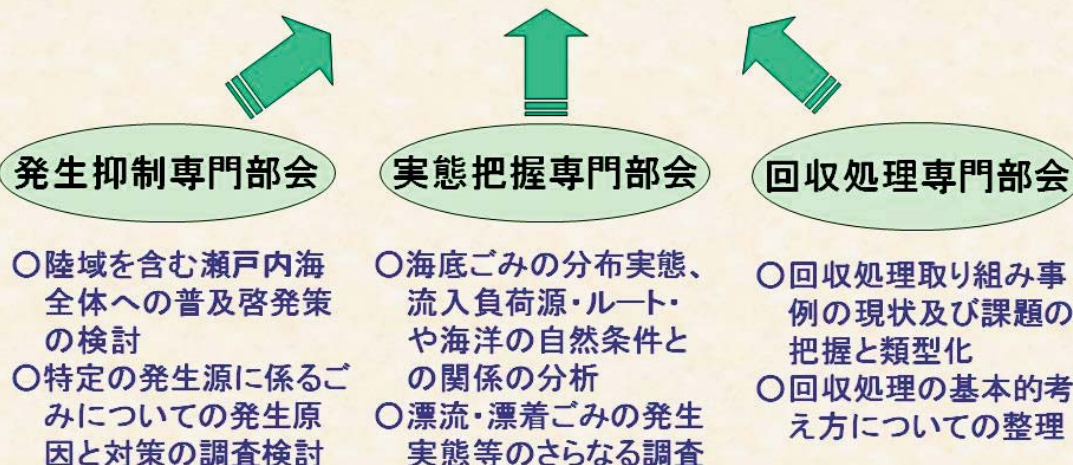 発生抑制専門部会
○陸域を含む瀬戸内海
全体への普及啓発策
の検討
○特定の発生源に係るご
みについての発生原
因と対策の調査検討
実態把握専門部会
○海底ごみの分布実態、
流入負荷源・ルート・
や海洋の自然条件と
の関係の分析
○漂流・漂着ごみの発生
実態等のさらなる調査
回収処理専門部会
○回収処理取り組み事
例の現状及び課題の
把握と類型化
○回収処理の基本的考
え方についての整理